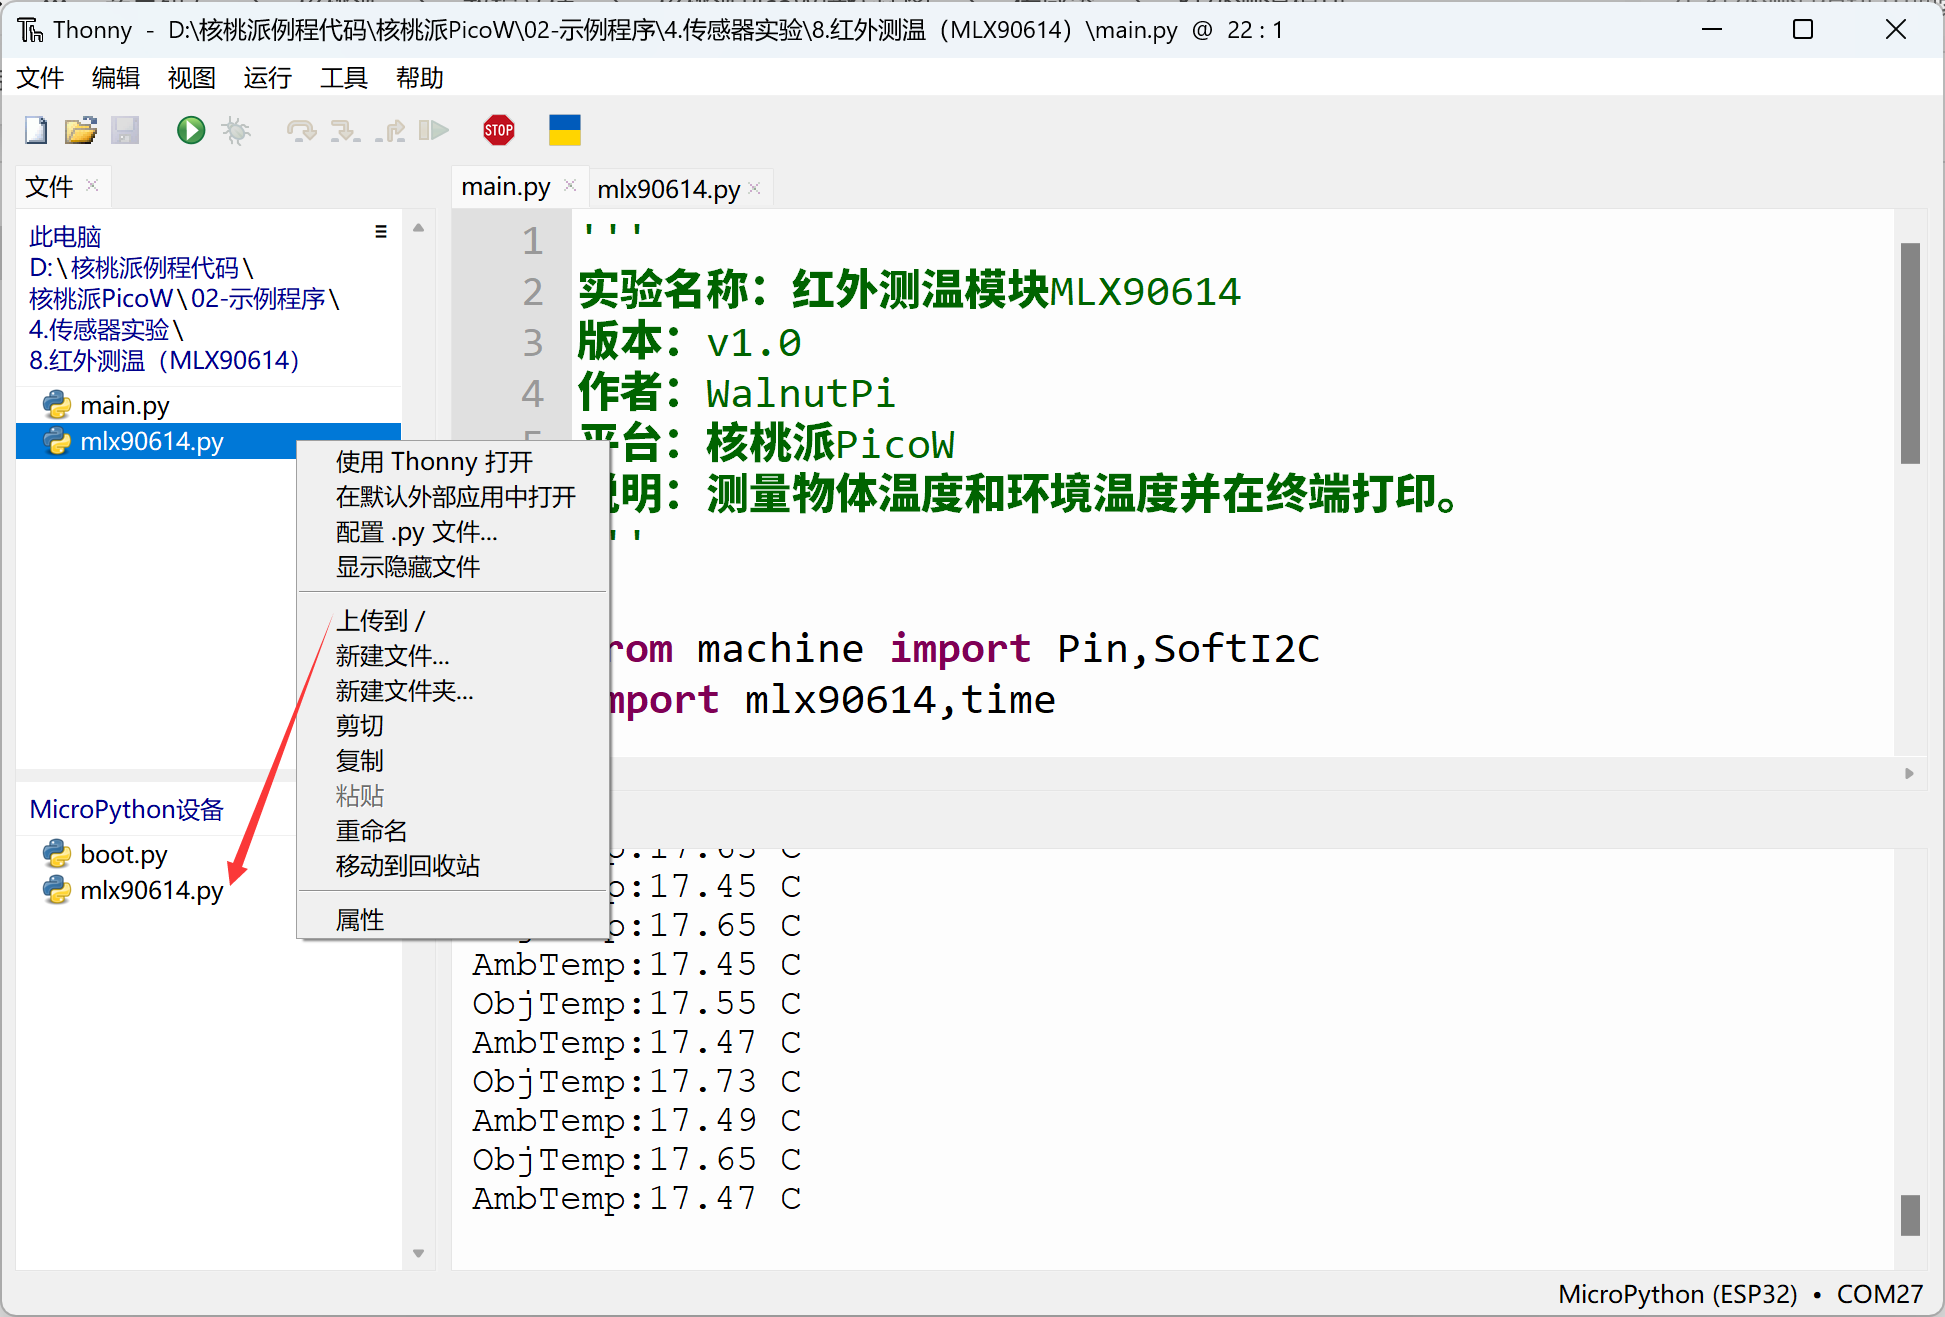 Thonny - D:\核桃派例程代码\核桃派PicoW\02-示例程序\4.传感器实验\8.红外测温（MLX90614）\main.py @ 22 : 1
文件 编辑 视图 运行 工具 帮助
STOP
文件
此电脑
D:\核桃派例程代码\
核桃派PicoW\02-示例程序\
4.传感器实验\
8.红外测温（MLX90614）
main.py
mlx90614.py
使用 Thonny 打开
在默认外部应用中打开
配置 .py 文件...
显示隐藏文件
上传到 /
新建文件...
新建文件夹...
剪切
复制
粘贴
重命名
移动到回收站
属性
MicroPython设备
boot.py
mlx90614.py
main.py mlx90614.py
1 '''
2 实验名称：红外测温模块MLX90614
3 版本：v1.0
4 作者：WalnutPi
5 平台：核桃派PicoW
说明：测量物体温度和环境温度并在终端打印。
''
rom machine import Pin,SoftI2C
mport mlx90614,time
p:17.65 C
p:17.45 C
p:17.65 C
AmbTemp:17.45 C
ObjTemp:17.55 C
AmbTemp:17.47 C
ObjTemp:17.73 C
AmbTemp:17.49 C
ObjTemp:17.65 C
AmbTemp:17.47 C
MicroPython (ESP32) • COM27